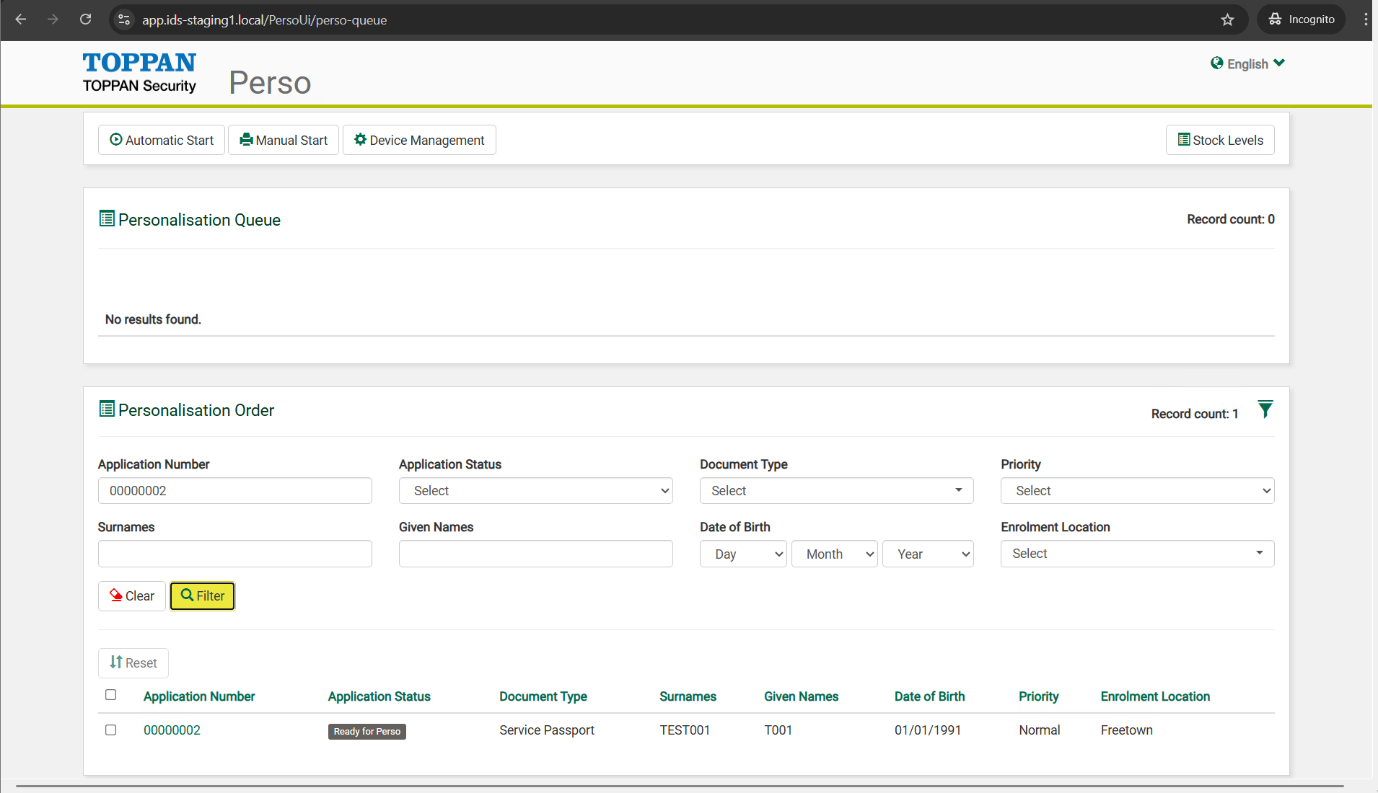 app.ids-staging1.local/PersoUi/perso-queue
Incognito
TOPPAN
TOPPAN Security
Perso
English
Automatic Start
Manual Start
Device Management
Stock Levels
Personalisation Queue
Record count: 0
No results found.
Personalisation Order
Record count: 1
Application Number
Application Status
Document Type
Priority
00000002
Select
Select
Select
Surnames
Given Names
Date of Birth
Enrolment Location
Day
Month
Year
Select
Clear
Filter
Reset
Application Number
Application Status
Document Type
Surnames
Given Names
Date of Birth
Priority
Enrolment Location
00000002
Ready for Perso
Service Passport
TEST001
T001
01/01/1991
Normal
Freetown